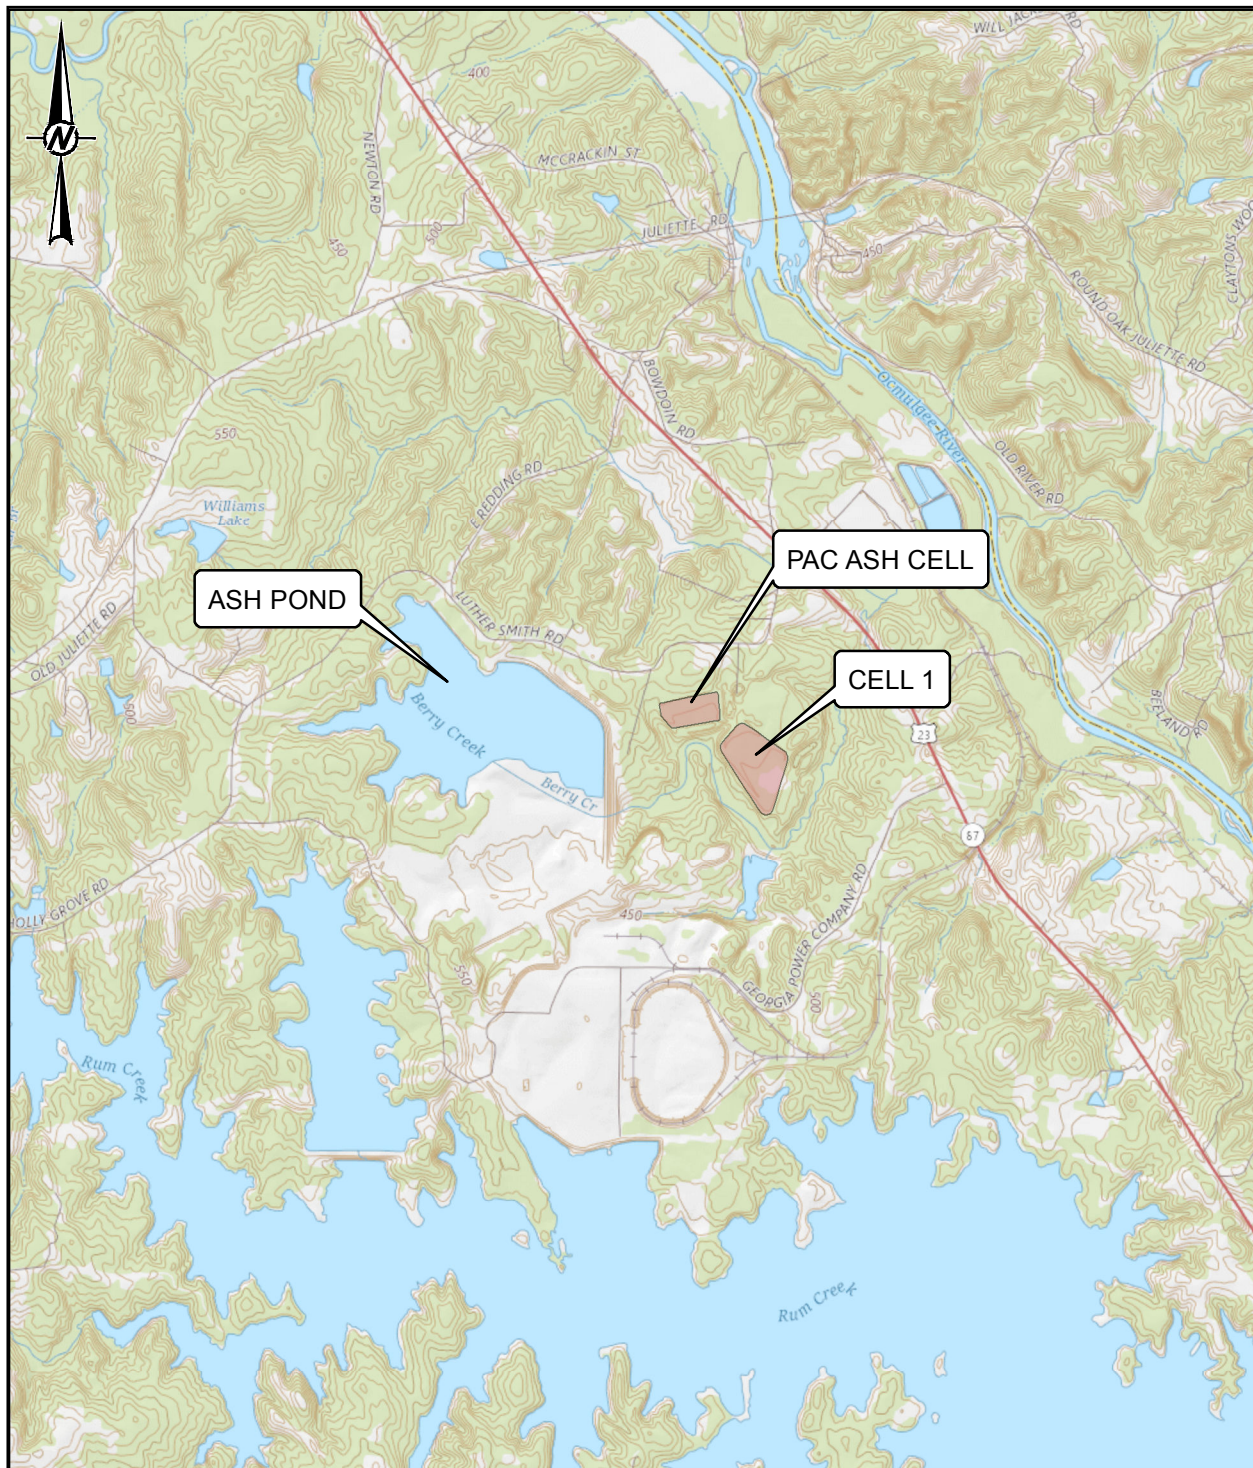 WILL JACK
RD
400
N
NEWTON RD
MCCRACKIN ST
450
500
JULIETTE RD
450
CLAYTONS WO
ROUND OAK JULIETTE RD
BOWDOIN RD
Ocmulgee River
550
OLD RIVER RD
E REDDING RD
Williams
Lake
PAC ASH CELL
ASH POND
LUTHER SMITH RD
OLD JULIETTE RD
CELL 1
500
Berry Creek
BEELAND RD
23
Berry Cr
87
HOLLY GROVE RD
450
GEORGIA POWER COMPANY RD
550
500
Rum Creek
Rum Creek